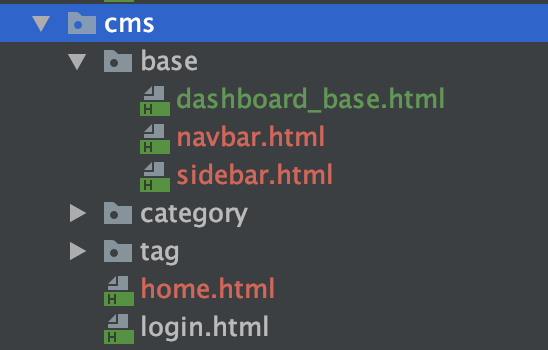 cms
base
H dashboard_base.html
H navbar.html
H sidebar.html
category
tag
H home.html
H login.html